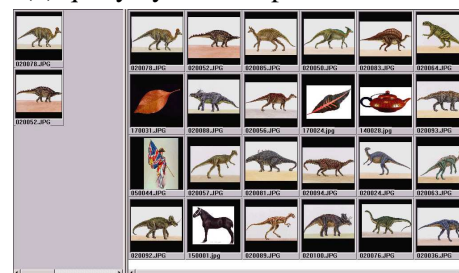 020078.JPG
020052.JPG
020078.JPG 020052.JPG 020085.JPG 020058.JPG 020083.JPG 020064.JPG
170031.JPG 020088.JPG 020056.JPG 170024.jpg 140028.jpg 020093.JPG
050044.JPG 020057.JPG 020081.JPG 020094.JPG 020024.JPG 020063.JPG
020092.JPG 150001.jpg 020089.JPG 020100.JPG 020076.JPG 020036.JPG